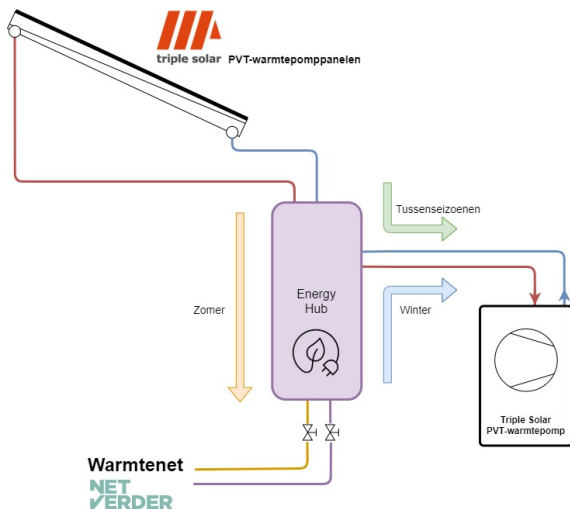 triple solar PVT-warmtepomppanelen
Tussenseizoenen
Zomer
Energy
Hub
Winter
Triple Solar
PVT-warmtepomp
Warmtenet
NET
VERDER